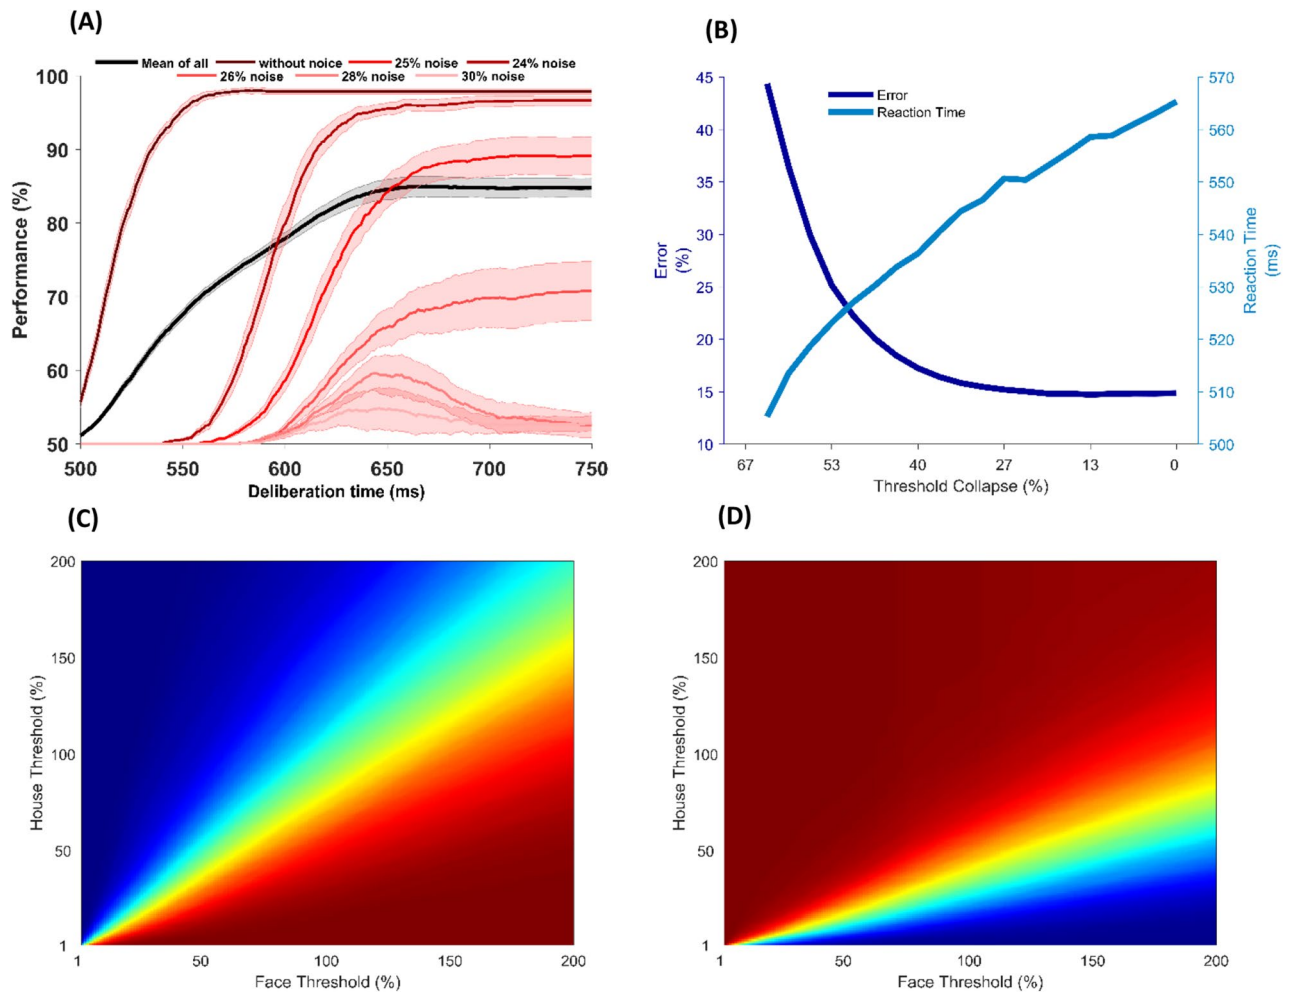 (A)
Mean of all without noice 25% noise 24% noise
26% noise 28% noise 30% noise
100
90
80
70
60
50
Performance (%)
500 550 600 650 700 750
Deliberation time (ms)
(B)
Error
Reaction Time
45
40
35
30
25
20
15
10
Error
(%)
570
560
550
540
530
520
510
500
Reaction Time
(ms)
67 53 40 27 13 0
Threshold Collapse (%)
(C)
200
150
100
50
1
House Threshold (%)
1 50 100 150 200
Face Threshold (%)
(D)
200
150
100
50
1
House Threshold (%)
1 50 100 150 200
Face Threshold (%)